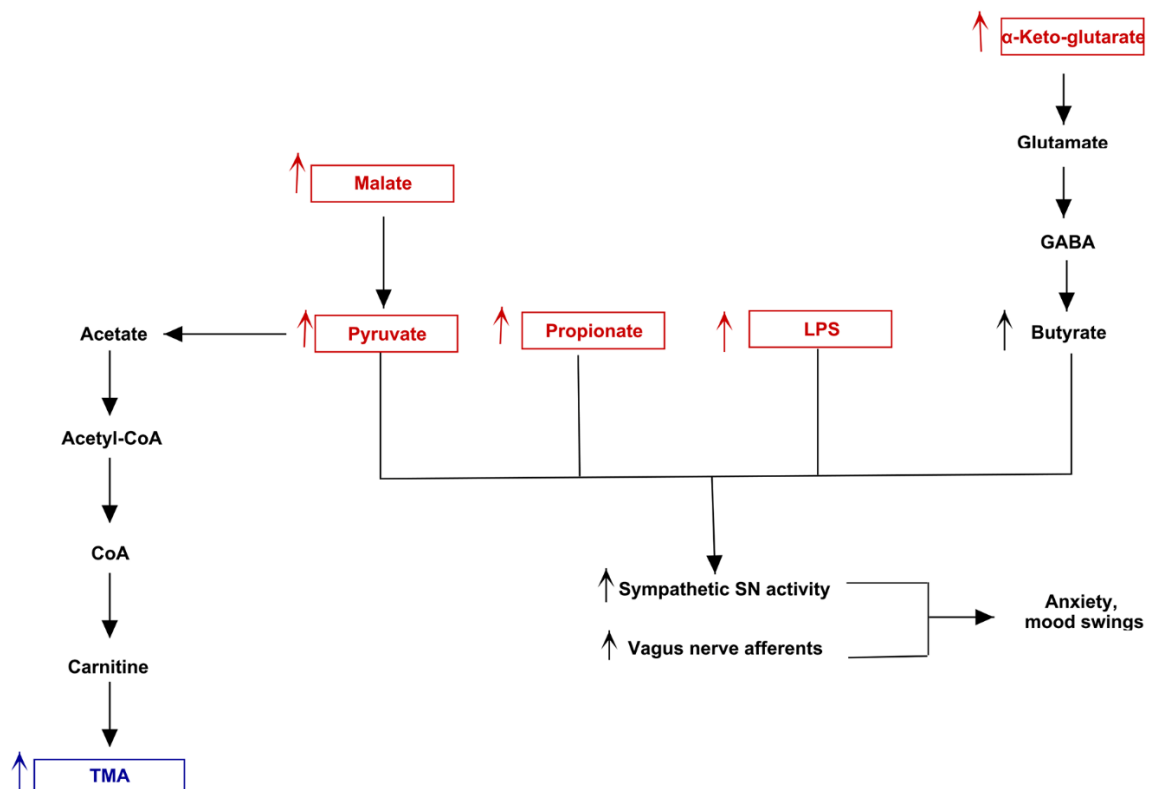 α-Keto-glutarate
Glutamate
Malate
GABA
Acetate
Pyruvate
Propionate
LPS
Butyrate
Acetyl-CoA
CoA
Sympathetic SN activity
Anxiety,
mood swings
Vagus nerve afferents
Carnitine
TMA